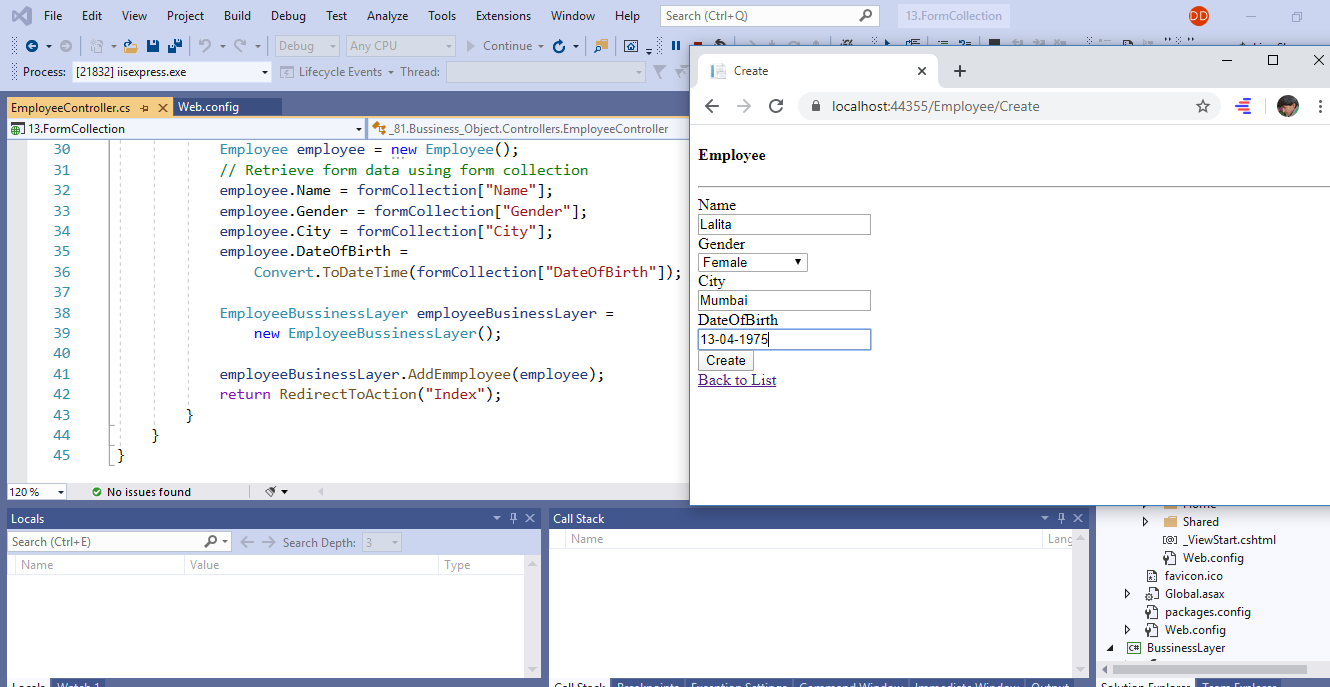 File Edit View Project Build Debug Test Analyze Tools Extensions Window Help Search (Ctrl+Q) 13.FormCollection DD
Debug Any CPU Continue
Process: [21832] iisexpress.exe Lifecycle Events Thread:
EmployeeController.cs Web.config
13.FormCollection _81.Bussiness_Object.Controllers.EmployeeController
30 Employee employee = new Employee();
31 // Retrieve form data using form collection
32 employee.Name = formCollection["Name"];
33 employee.Gender = formCollection["Gender"];
34 employee.City = formCollection["City"];
35 employee.DateOfBirth =
36 Convert.ToDateTime(formCollection["DateOfBirth"]);
37
38 EmployeeBussinessLayer employeeBusinessLayer =
39 new EmployeeBussinessLayer();
40
41 employeeBusinessLayer.AddEmmployee(employee);
42 return RedirectToAction("Index");
43 }
44 }
45 }
120 % No issues found
Create
localhost:44355/Employee/Create
Employee
Name
Lalita
Gender
Female
City
Mumbai
DateOfBirth
13-04-1975
Create
Back to List
Locals
Search (Ctrl+E) Search Depth: 3
Name Value Type
Locals Watch 1
Call Stack
Name Lang
Call Stack Breakpoints Exception Settings Command Window Immediate Window Output
Home
Shared
_ViewStart.cshtml
Web.config
favicon.ico
Global.asax
packages.config
Web.config
C# BussinessLayer
Solution Explorer Team Explorer